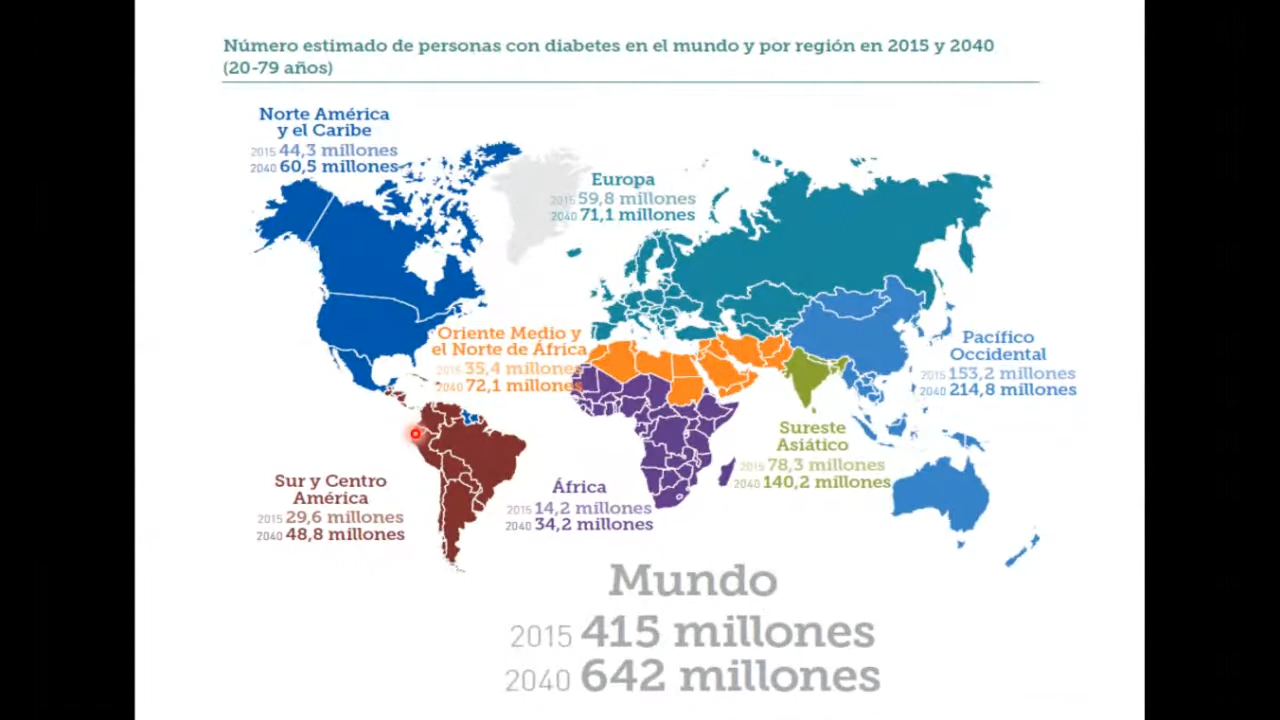 Número estimado de personas con diabetes en el mundo y por región en 2015 y 2040
(20-79 años)
Norte América
y el Caribe
2015 44,3 millones
2040 60,5 millones
Europa
2015 59,8 millones
2040 71,1 millones
Oriente Medio y
el Norte de África
2015 35,4 millones
2040 72,1 millones
Pacífico
Occidental
2015 153,2 millones
2040 214,8 millones
Sureste
Asiático
2015 78,3 millones
2040 140,2 millones
Sur y Centro
América
2015 29,6 millones
2040 48,8 millones
África
2015 14,2 millones
2040 34,2 millones
Mundo
2015 415 millones
2040 642 millones